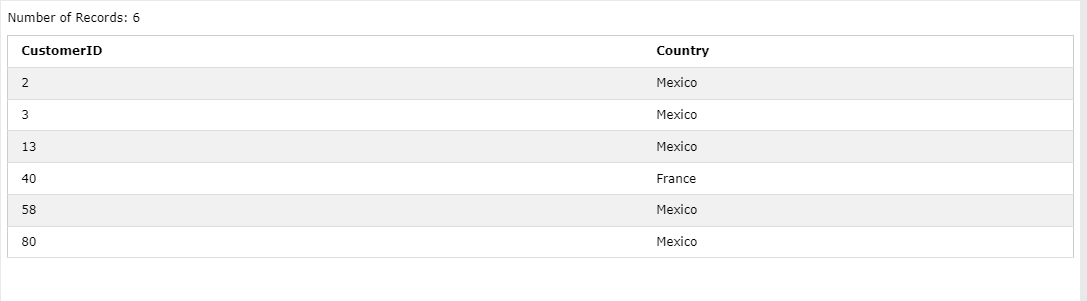 Number of Records: 6
CustomerID Country
2 Mexico
3 Mexico
13 Mexico
40 France
58 Mexico
80 Mexico